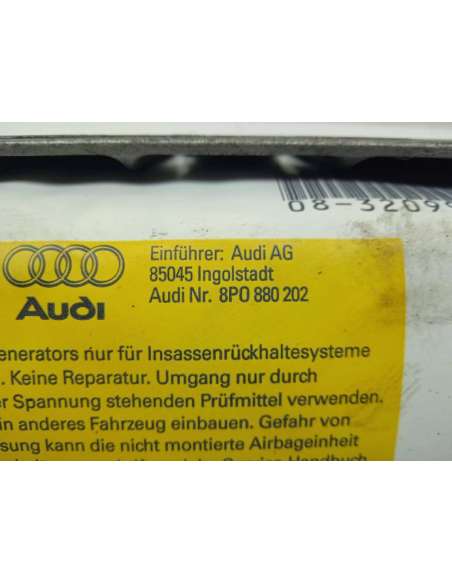 08-3209
Einführer: Audi AG
85045 Ingolstadt
Audi Nr. 8P0 880 202
Audi
enerators nur für Insassenrückhaltesysteme
. Keine Reparatur. Umgang nur durch
er Spannung stehenden Prüfmittel verwenden.
in anderes Fahrzeug einbauen. Gefahr von
sung kann die nicht montierte Airbageinheit
Handbuch